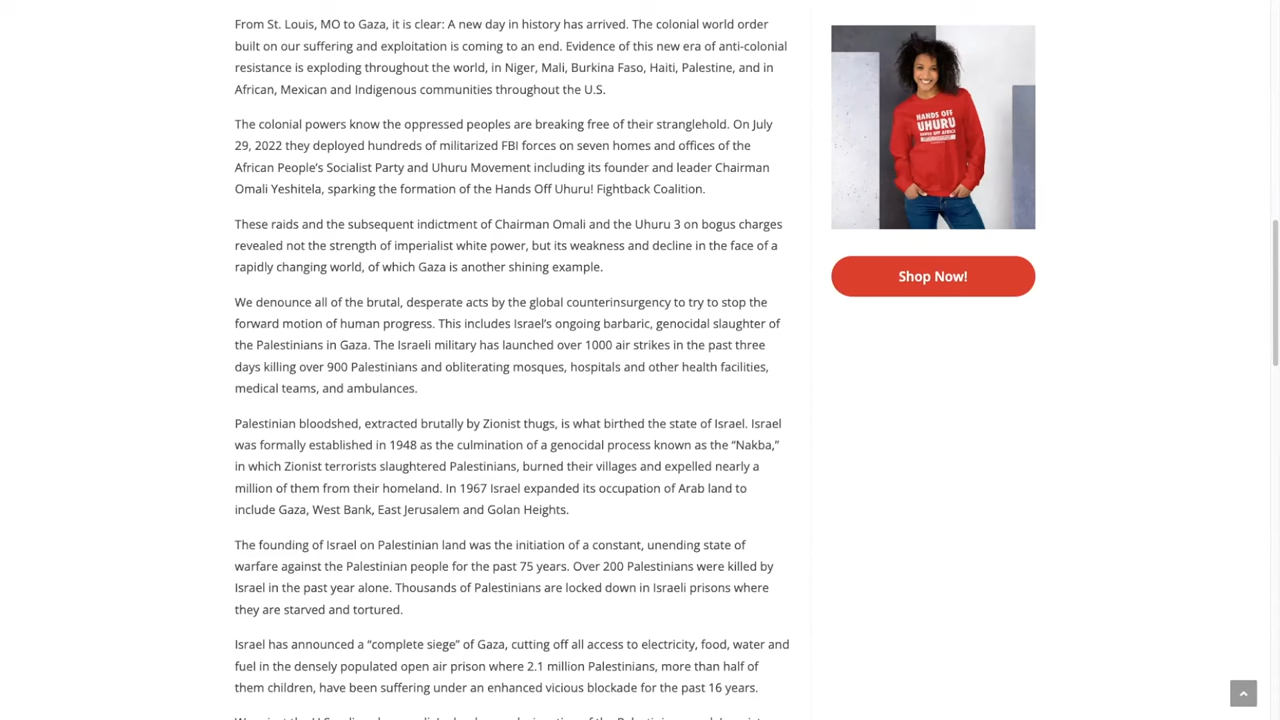 From St. Louis, MO to Gaza, it is clear: A new day in history has arrived. The colonial world order
built on our suffering and exploitation is coming to an end. Evidence of this new era of anti-colonial
resistance is exploding throughout the world, in Niger, Mali, Burkina Faso, Haiti, Palestine, and in
African, Mexican and Indigenous communities throughout the U.S.
The colonial powers know the oppressed peoples are breaking free of their stranglehold. On July
29, 2022 they deployed hundreds of militarized FBI forces on seven homes and offices of the
African People’s Socialist Party and Uhuru Movement including its founder and leader Chairman
Omali Yeshitela, sparking the formation of the Hands Off Uhuru! Fightback Coalition.
These raids and the subsequent indictment of Chairman Omali and the Uhuru 3 on bogus charges
revealed not the strength of imperialist white power, but its weakness and decline in the face of a
rapidly changing world, of which Gaza is another shining example.
We denounce all of the brutal, desperate acts by the global counterinsurgency to try to stop the
forward motion of human progress. This includes Israel’s ongoing barbaric, genocidal slaughter of
the Palestinians in Gaza. The Israeli military has launched over 1000 air strikes in the past three
days killing over 900 Palestinians and obliterating mosques, hospitals and other health facilities,
medical teams, and ambulances.
Palestinian bloodshed, extracted brutally by Zionist thugs, is what birthed the state of Israel. Israel
was formally established in 1948 as the culmination of a genocidal process known as the “Nakba,”
in which Zionist terrorists slaughtered Palestinians, burned their villages and expelled nearly a
million of them from their homeland. In 1967 Israel expanded its occupation of Arab land to
include Gaza, West Bank, East Jerusalem and Golan Heights.
The founding of Israel on Palestinian land was the initiation of a constant, unending state of
warfare against the Palestinian people for the past 75 years. Over 200 Palestinians were killed by
Israel in the past year alone. Thousands of Palestinians are locked down in Israeli prisons where
they are starved and tortured.
Israel has announced a “complete siege” of Gaza, cutting off all access to electricity, food, water and
fuel in the densely populated open air prison where 2.1 million Palestinians, more than half of
them children, have been suffering under an enhanced vicious blockade for the past 16 years.
HANDS OFF
UHURU
HANDS OFF AFRICA
Shop Now!